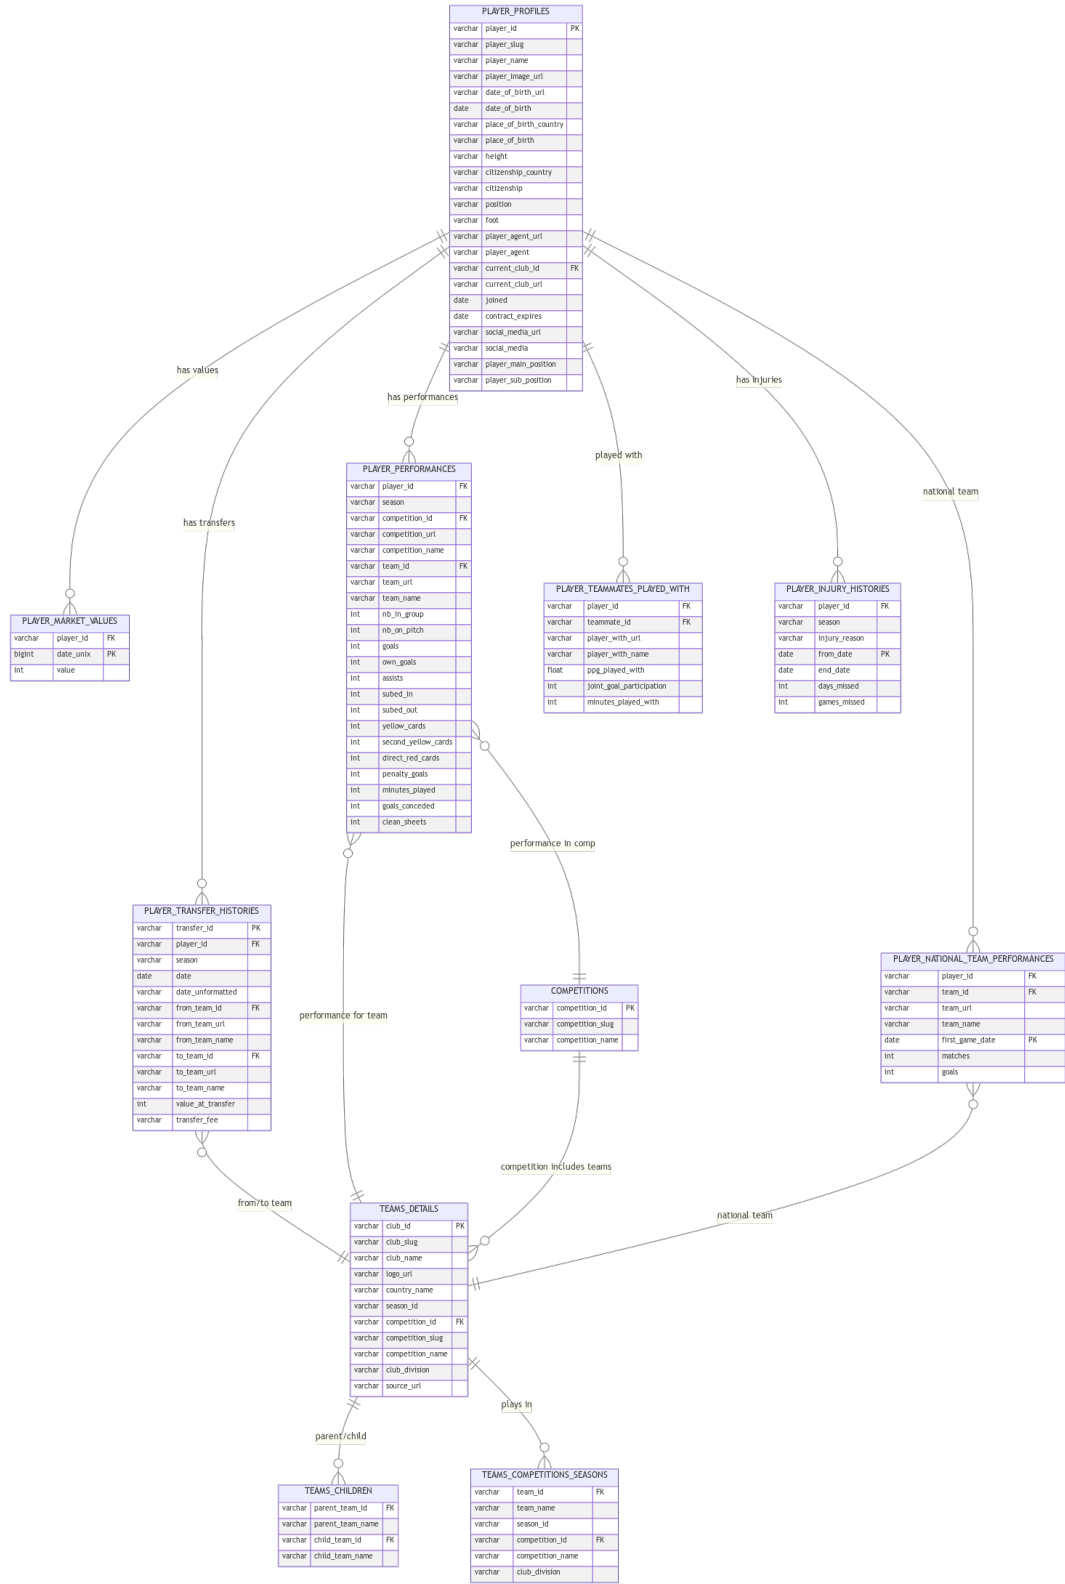 PLAYER_PROFILES
varchar player_id PK
varchar player_slug
varchar player_name
varchar player_image_url
varchar date_of_birth_url
date date_of_birth
varchar place_of_birth_country
varchar place_of_birth
varchar height
varchar citizenship_country
varchar citizenship
varchar position
varchar foot
varchar player_agent_url
varchar player_agent
varchar current_club_id FK
varchar current_club_url
date joined
date contract_expires
varchar social_media_url
varchar social_media
varchar player_main_position
varchar player_sub_position
has values
has performances
has injuries
played with
national team
has transfers
PLAYER_PERFORMANCES
varchar player_id FK
varchar season
varchar competition_id FK
varchar competition_url
varchar competition_name
varchar team_id FK
varchar team_url
varchar team_name
int nb_in_group
int nb_on_pitch
int goals
int own_goals
int assists
int subed_in
int subed_out
int yellow_cards
int second_yellow_cards
int direct_red_cards
int penalty_goals
int minutes_played
int goals_conceded
int clean_sheets
PLAYER_TEAMMATES_PLAYED_WITH
varchar player_id FK
varchar teammate_id FK
varchar player_with_url
varchar player_with_name
float ppg_played_with
int joint_goal_participation
int minutes_played_with
PLAYER_INJURY_HISTORIES
varchar player_id FK
varchar season
varchar injury_reason
date from_date PK
date end_date
int days_missed
int games_missed
PLAYER_MARKET_VALUES
varchar player_id FK
bigint date_unix PK
int value
performance in comp
PLAYER_TRANSFER_HISTORIES
varchar transfer_id PK
varchar player_id FK
varchar season
date date
varchar date_unformatted
varchar from_team_id FK
varchar from_team_url
varchar from_team_name
varchar to_team_id FK
varchar to_team_url
varchar to_team_name
int value_at_transfer
varchar transfer_fee
performance for team
COMPETITIONS
varchar competition_id PK
varchar competition_slug
varchar competition_name
PLAYER_NATIONAL_TEAM_PERFORMANCES
varchar player_id FK
varchar team_id FK
varchar team_url
varchar team_name
date first_game_date PK
int matches
int goals
competition includes teams
from/to team
national team
TEAMS_DETAILS
varchar club_id PK
varchar club_slug
varchar club_name
varchar logo_url
varchar country_name
varchar season_id
varchar competition_id FK
varchar competition_slug
varchar competition_name
varchar club_division
varchar source_url
plays in
parent/child
TEAMS_CHILDREN
varchar parent_team_id FK
varchar parent_team_name
varchar child_team_id FK
varchar child_team_name
TEAMS_COMPETITIONS_SEASONS
varchar team_id FK
varchar team_name
varchar season_id
varchar competition_id FK
varchar competition_name
varchar club_division